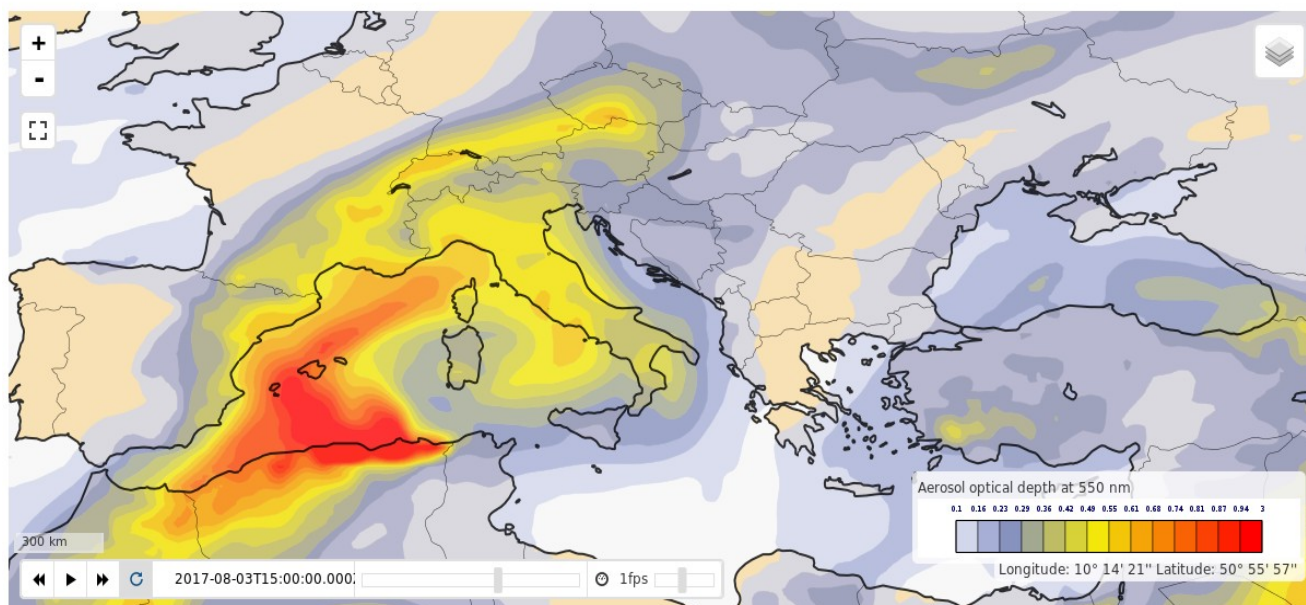 +
-
300 km
2017-08-03T15:00:00.000
1fps
Aerosol optical depth at 550 nm
0.1 0.16 0.23 0.29 0.36 0.42 0.49 0.55 0.61 0.68 0.74 0.81 0.87 0.94 3
Longitude: 10° 14' 21'' Latitude: 50° 55' 57''